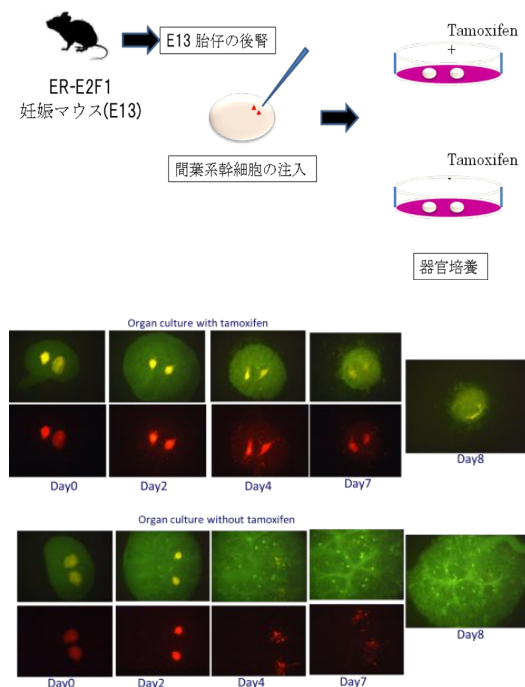 E13 胎仔の後腎
Tamoxifen
+
ER-E2F1
妊娠マウス(E13)
間葉系幹細胞の注入
Tamoxifen
-
器官培養
Organ culture with tamoxifen
Day0
Day2
Day4
Day7
Day8
Organ culture without tamoxifen
Day0
Day2
Day4
Day7
Day8